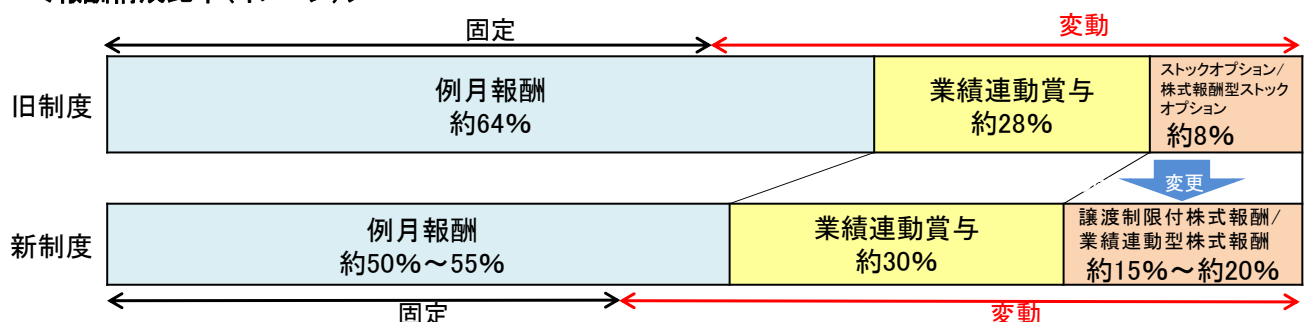 固定
変動
旧制度
例月報酬
約64%
業績連動賞与
約28%
ストックオプション/
株式報酬型ストック
オプション
約8%
変更
新制度
例月報酬
約50%～55%
業績連動賞与
約30%
譲渡制限付株式報酬/
業績連動型株式報酬
約15%～約20%
固定
変動